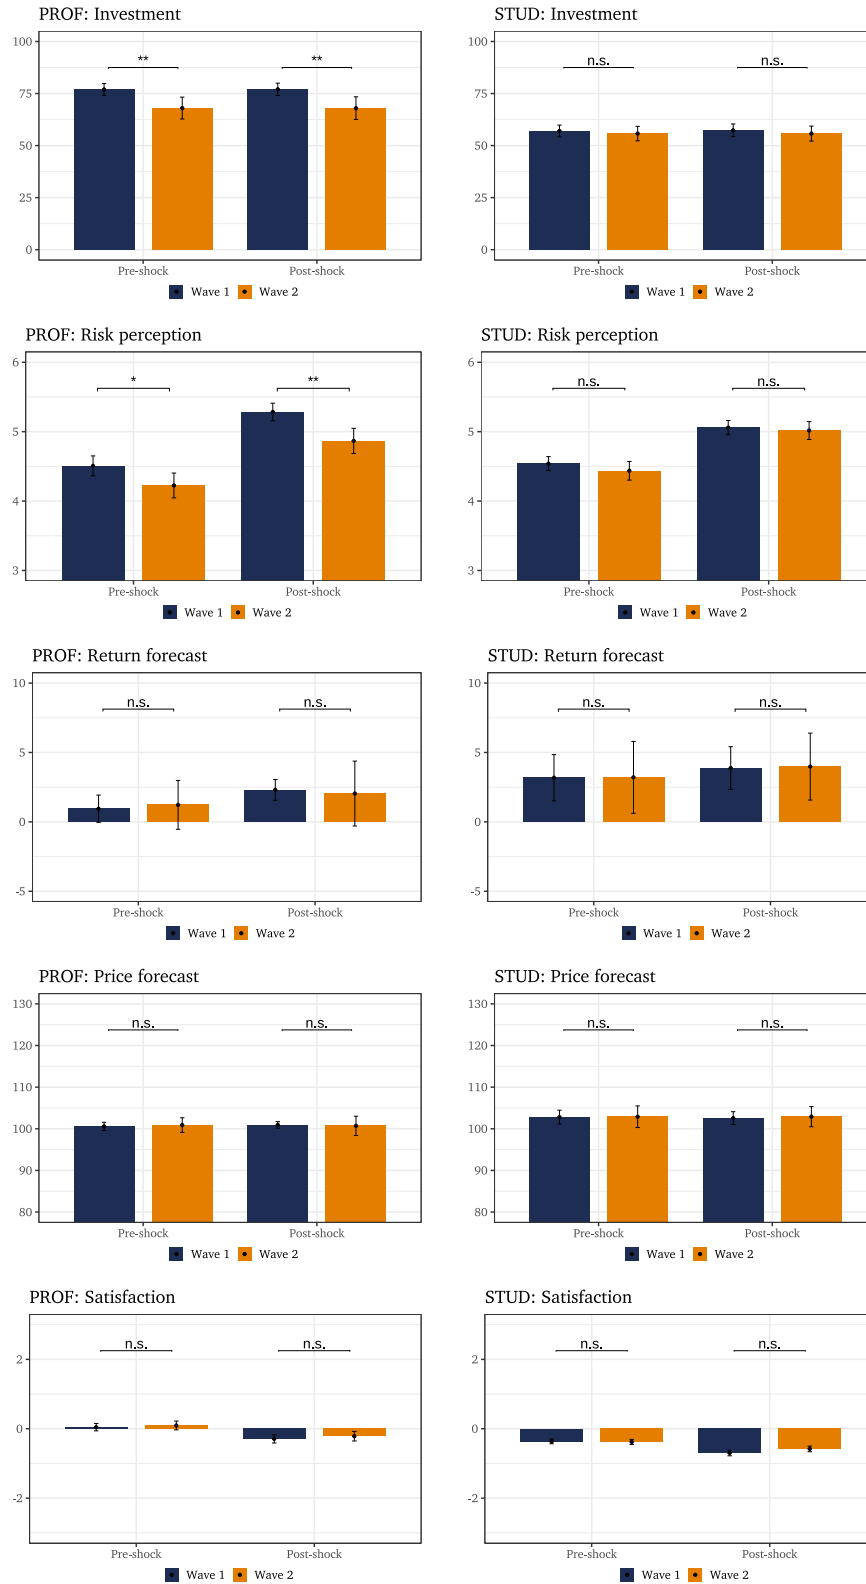 PROF: Investment
100
75
50
25
0
**
**
Pre-shock
Post-shock
Wave 1
Wave 2
STUD: Investment
100
75
50
25
0
n.s.
n.s.
Pre-shock
Post-shock
Wave 1
Wave 2
PROF: Risk perception
6
5
4
3
*
**
Pre-shock
Post-shock
Wave 1
Wave 2
STUD: Risk perception
6
5
4
3
n.s.
n.s.
Pre-shock
Post-shock
Wave 1
Wave 2
PROF: Return forecast
10
5
0
-5
n.s.
n.s.
Pre-shock
Post-shock
Wave 1
Wave 2
STUD: Return forecast
10
5
0
-5
n.s.
n.s.
Pre-shock
Post-shock
Wave 1
Wave 2
PROF: Price forecast
130
120
110
100
90
80
n.s.
n.s.
Pre-shock
Post-shock
Wave 1
Wave 2
STUD: Price forecast
130
120
110
100
90
80
n.s.
n.s.
Pre-shock
Post-shock
Wave 1
Wave 2
PROF: Satisfaction
2
0
-2
n.s.
n.s.
Pre-shock
Post-shock
Wave 1
Wave 2
STUD: Satisfaction
2
0
-2
n.s.
n.s.
Pre-shock
Post-shock
Wave 1
Wave 2